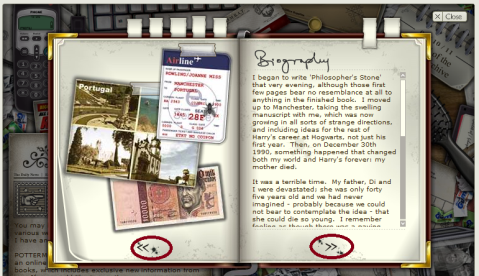 Close
Airline
ROWLING/JOANNE MISS
MANCHESTER
PORTUGAL
28E
Portugal
Biography
I began to write 'Philosopher's Stone'
that very evening, although those first
few pages bear no resemblance at all to
anything in the finished book. I moved
up to Manchester, taking the swelling
manuscript with me, which was now
growing in all sorts of strange directions,
and including ideas for the rest of
Harry's career at Hogwarts, not just his
first year. Then, on December 30th
1990, something happened that changed
both my world and Harry's forever: my
mother died.
It was a terrible time. My father, Di and
I were devastated; she was only forty
five years old and we had never
imagined - probably because we could
not bear to contemplate the idea - that
she could die so young. I remember
feeling as though there was a paving
<<
>>
You may
various w
I have so
POTTERM
an online
books, which includes exclusive new information from